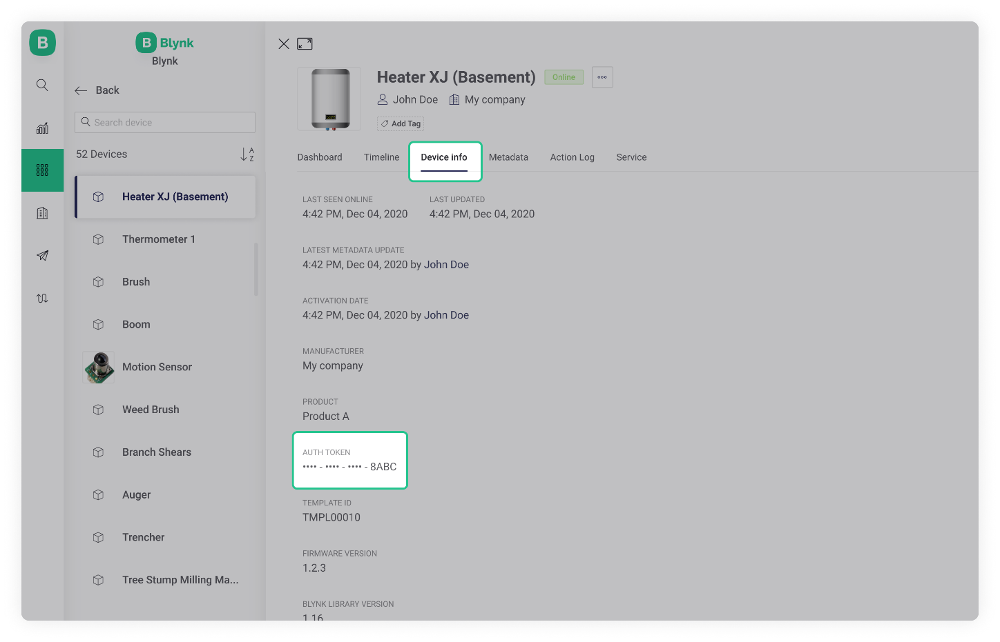 B
B Blynk
Blynk
Back
Search device
52 Devices
A
Z
Heater XJ (Basement)
Thermometer 1
Brush
Boom
Motion Sensor
Weed Brush
Branch Shears
Auger
Trencher
Tree Stump Milling Ma...
Heater XJ (Basement) Online
John Doe My company
Add Tag
Dashboard Timeline Device info Metadata Action Log Service
LAST SEEN ONLINE LAST UPDATED
4:42 PM, Dec 04, 2020 4:42 PM, Dec 04, 2020
LATEST METADATA UPDATE
4:42 PM, Dec 04, 2020 by John Doe
ACTIVATION DATE
4:42 PM, Dec 04, 2020 by John Doe
MANUFACTURER
My company
PRODUCT
Product A
AUTH TOKEN
•••• - •••• - •••• - 8ABC
TEMPLATE ID
TMPL00010
FIRMWARE VERSION
1.2.3
BLYNK LIBRARY VERSION
1.16